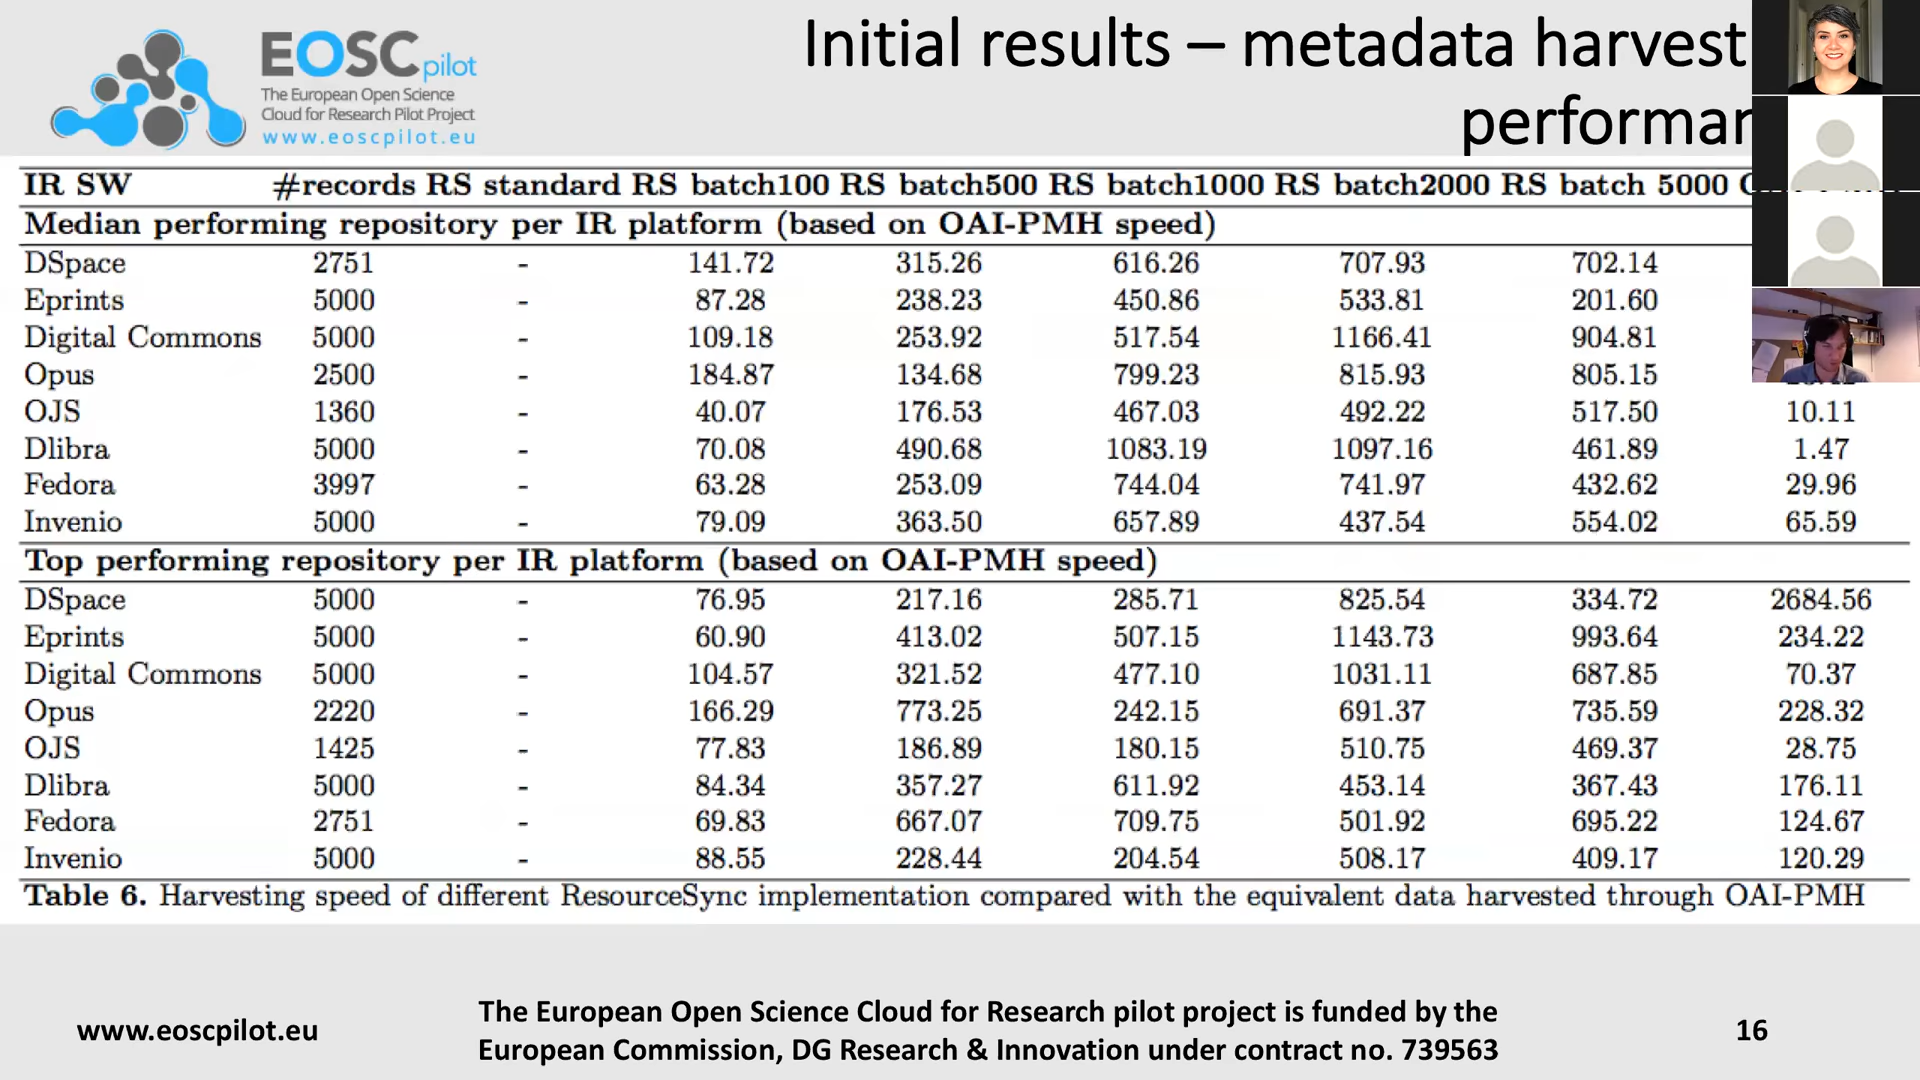 EOSCpilot
The European Open Science
Cloud for Research Pilot Project
www.eoscpilot.eu
Initial results – metadata harvest
IR SW #records RS standard RS batch100 RS batch500 RS batch1000 RS batch2000 RS batch 5000
Median performing repository per IR platform (based on OAI-PMH speed)
DSpace 2751 - 141.72 315.26 616.26 707.93 702.14
Eprints 5000 - 87.28 238.23 450.86 533.81 201.60
Digital Commons 5000 - 109.18 253.92 517.54 1166.41 904.81
Opus 2500 - 184.87 134.68 799.23 815.93 805.15
OJS 1360 - 40.07 176.53 467.03 492.22 517.50 10.11
Dlibra 5000 - 70.08 490.68 1083.19 1097.16 461.89 1.47
Fedora 3997 - 63.28 253.09 744.04 741.97 432.62 29.96
Invenio 5000 - 79.09 363.50 657.89 437.54 554.02 65.59
Top performing repository per IR platform (based on OAI-PMH speed)
DSpace 5000 - 76.95 217.16 285.71 825.54 334.72 2684.56
Eprints 5000 - 60.90 413.02 507.15 1143.73 993.64 234.22
Digital Commons 5000 - 104.57 321.52 477.10 1031.11 687.85 70.37
Opus 2220 - 166.29 773.25 242.15 691.37 735.59 228.32
OJS 1425 - 77.83 186.89 180.15 510.75 469.37 28.75
Dlibra 5000 - 84.34 357.27 611.92 453.14 367.43 176.11
Fedora 2751 - 69.83 667.07 709.75 501.92 695.22 124.67
Invenio 5000 - 88.55 228.44 204.54 508.17 409.17 120.29
Table 6. Harvesting speed of different ResourceSync implementation compared with the equivalent data harvested through OAI-PMH
www.eoscpilot.eu
The European Open Science Cloud for Research pilot project is funded by the
European Commission, DG Research & Innovation under contract no. 739563
16